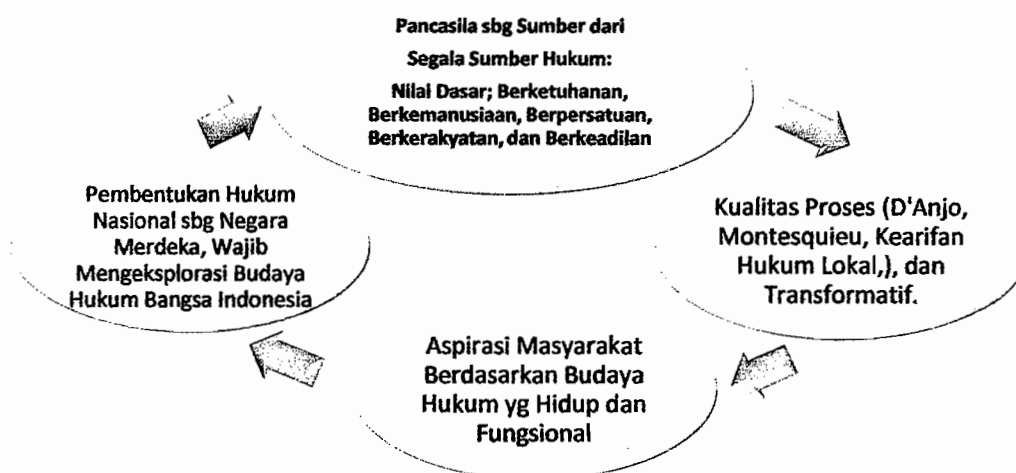 Pancasila sbg Sumber dari
Segala Sumber Hukum:
Nilai Dasar; Berketuhanan,
Berkemanusiaan, Berpersatuan,
Berkerakyatan, dan Berkeadilan
Kualitas Proses (D'Anjo,
Montesquieu, Kearifan
Hukum Lokal,), dan
Transformatif.
Aspirasi Masyarakat
Berdasarkan Budaya
Hukum yg Hidup dan
Fungsional
Pembentukan Hukum
Nasional sbg Negara
Merdeka, Wajib
Mengeksplorasi Budaya
Hukum Bangsa Indonesia